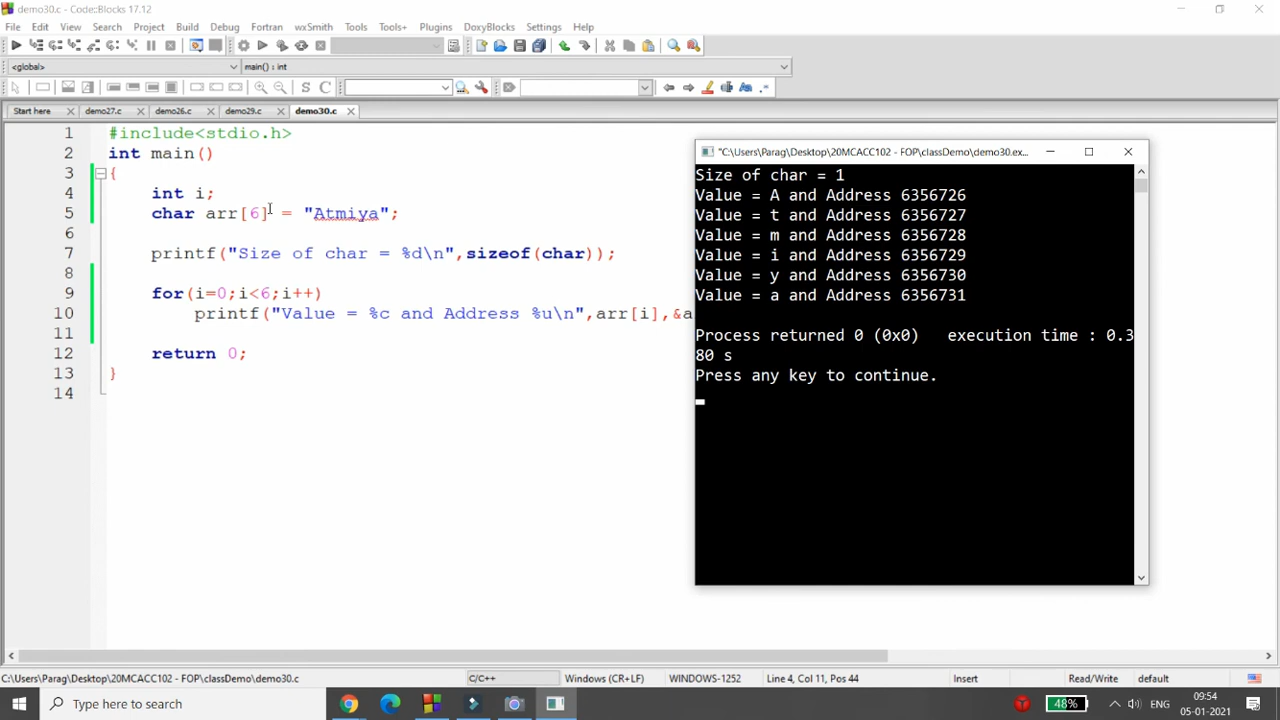 demo30.c - Code::Blocks 17.12
File Edit View Search Project Build Debug Fortran wxSmith Tools Tools+ Plugins DoxyBlocks Settings Help
<global> main() : int
S C
Start here demo27.c demo26.c demo29.c demo30.c
1 #include<stdio.h>
2 int main()
3 {
4 int i;
5 char arr[6] = "Atmiya";
6
7 printf("Size of char = %d\n",sizeof(char));
8
9 for(i=0;i<6;i++)
10 printf("Value = %c and Address %u\n",arr[i],&a
11
12 return 0;
13 }
14
"C:\Users\Parag\Desktop\20MCACC102 - FOP\classDemo\demo30.ex...
Size of char = 1
Value = A and Address 6356726
Value = t and Address 6356727
Value = m and Address 6356728
Value = i and Address 6356729
Value = y and Address 6356730
Value = a and Address 6356731
Process returned 0 (0x0) execution time : 0.3
80 s
Press any key to continue.
C:\Users\Parag\Desktop\20MCACC102 - FOP\classDemo\demo30.c C/C++ Windows (CR+LF) WINDOWS-1252 Line 4, Col 11, Pos 44 Insert Read/Write default
Type here to search 48% 09:54
05-01-2021